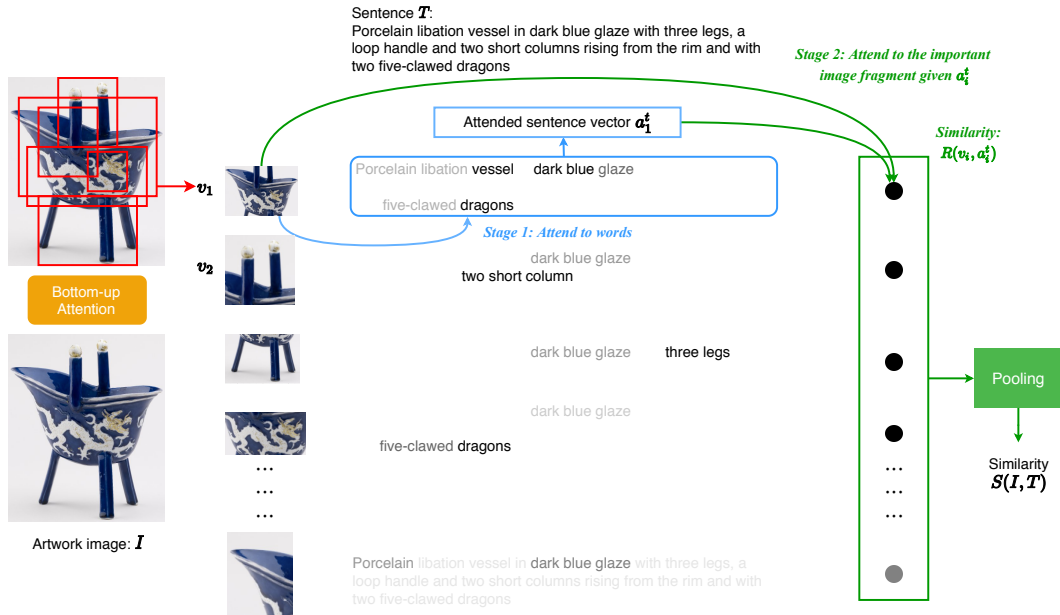 Sentence T:
Porcelain libation vessel in dark blue glaze with three legs, a
loop handle and two short columns rising from the rim and with
two five-clawed dragons
Stage 2: Attend to the important
image fragment given a_i^t
Attended sentence vector a_1^t
Similarity:
R(v_i, a_i^t)
v_1
Porcelain libation vessel dark blue glaze
five-clawed dragons
Stage 1: Attend to words
v_2
dark blue glaze
two short column
Bottom-up
Attention
dark blue glaze three legs
Pooling
dark blue glaze
five-clawed dragons
...
...
...
...
...
...
Similarity
S(I, T)
Artwork image: I
Porcelain libation vessel in dark blue glaze with three legs, a
loop handle and two short columns rising from the rim and with
two five-clawed dragons